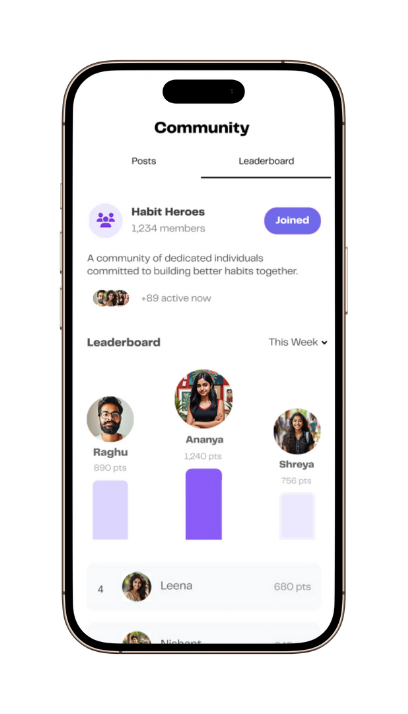 Community
Posts
Leaderboard
Habit Heroes
1,234 members
Joined
A community of dedicated individuals
committed to building better habits together.
+89 active now
Leaderboard
This Week
Ananya
1,240 pts
Raghu
890 pts
Shreya
756 pts
4
Leena
680 pts